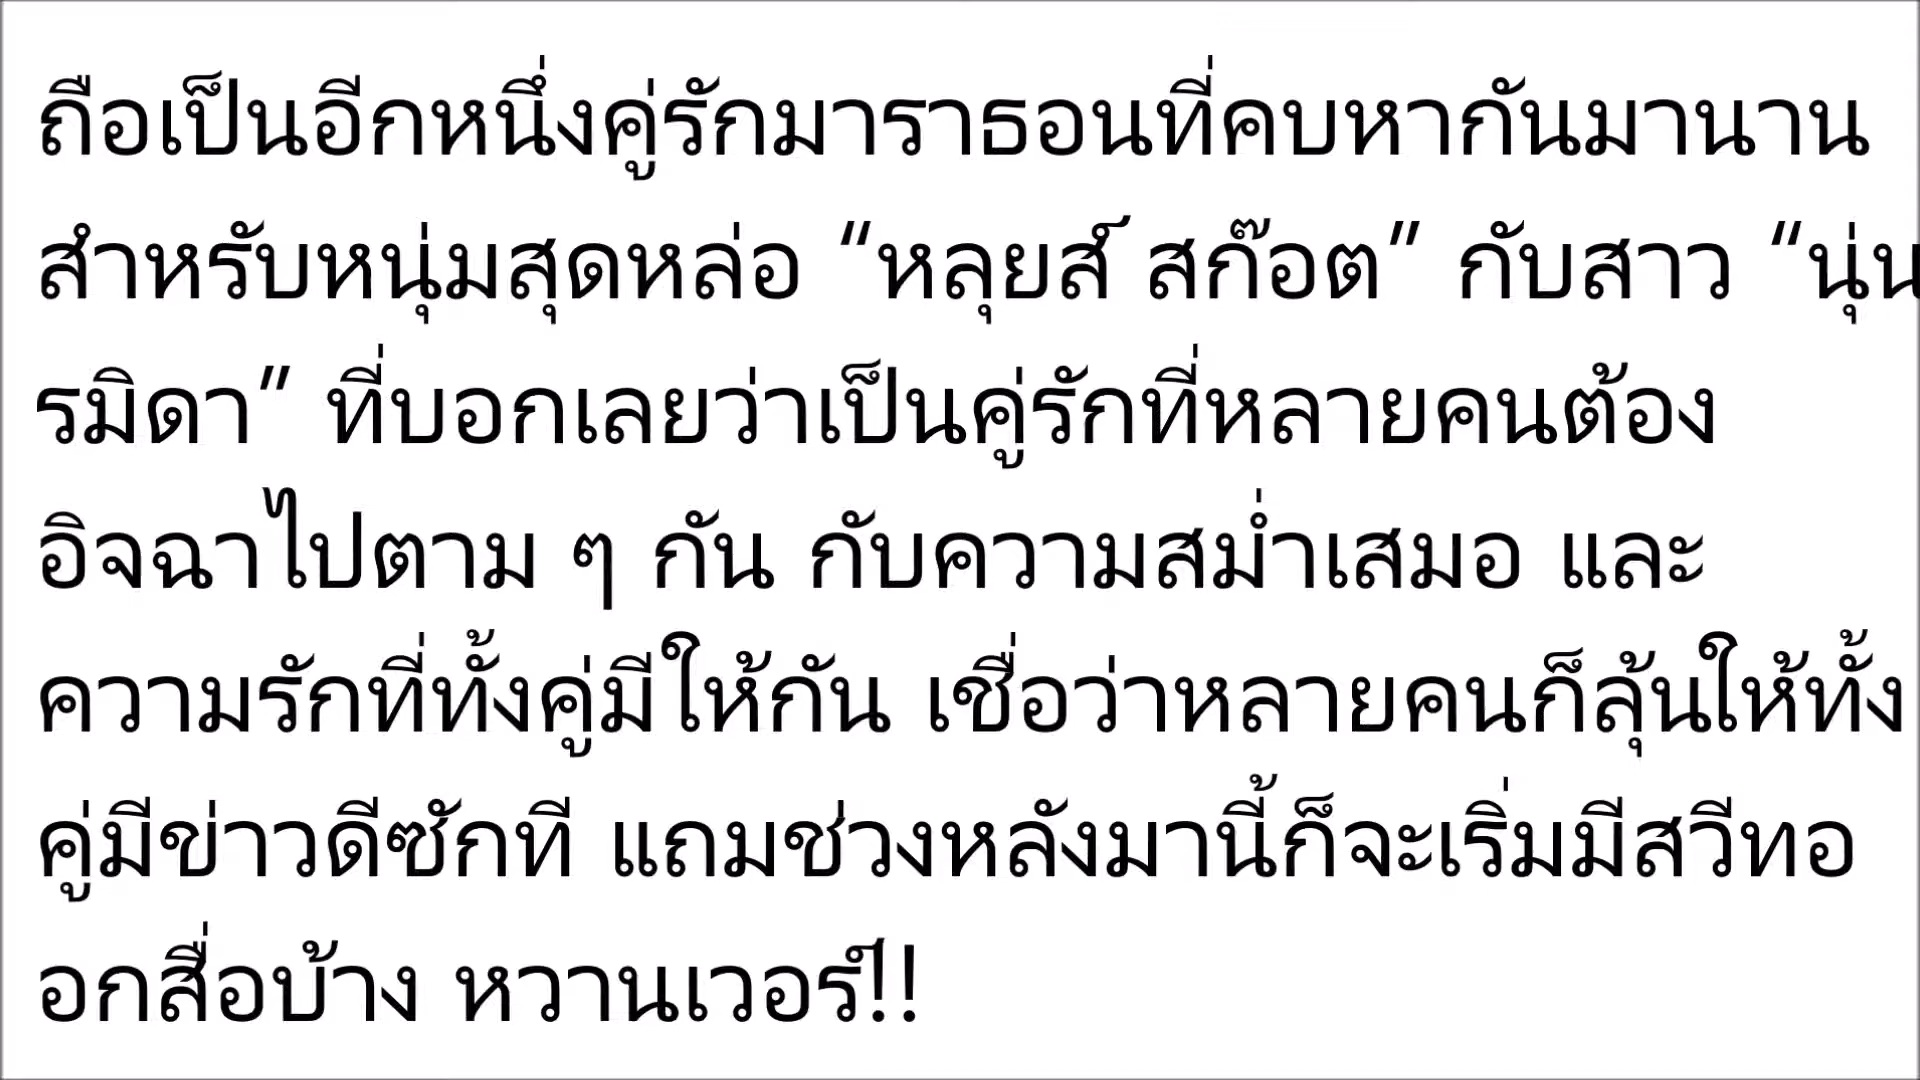 ถือเป็นอีกหนึ่งคู่รักมาราธอนที่คบหากันมานาน
สำหรับหนุ่มสุดหล่อ “หลุยส์ สก๊อต” กับสาว “นุ่น
รมิดา” ที่บอกเลยว่าเป็นคู่รักที่หลายคนต้อง
อิจฉาไปตาม ๆ กัน กับความสม่ำเสมอ และ
ความรักที่ทั้งคู่มีให้กัน เชื่อว่าหลายคนก็ลุ้นให้ทั้ง
คู่มีข่าวดีซักที แถมช่วงหลังมานี้ก็จะเริ่มมีสวีทอ
อกสื่อบ้าง หวานเวอร์!!